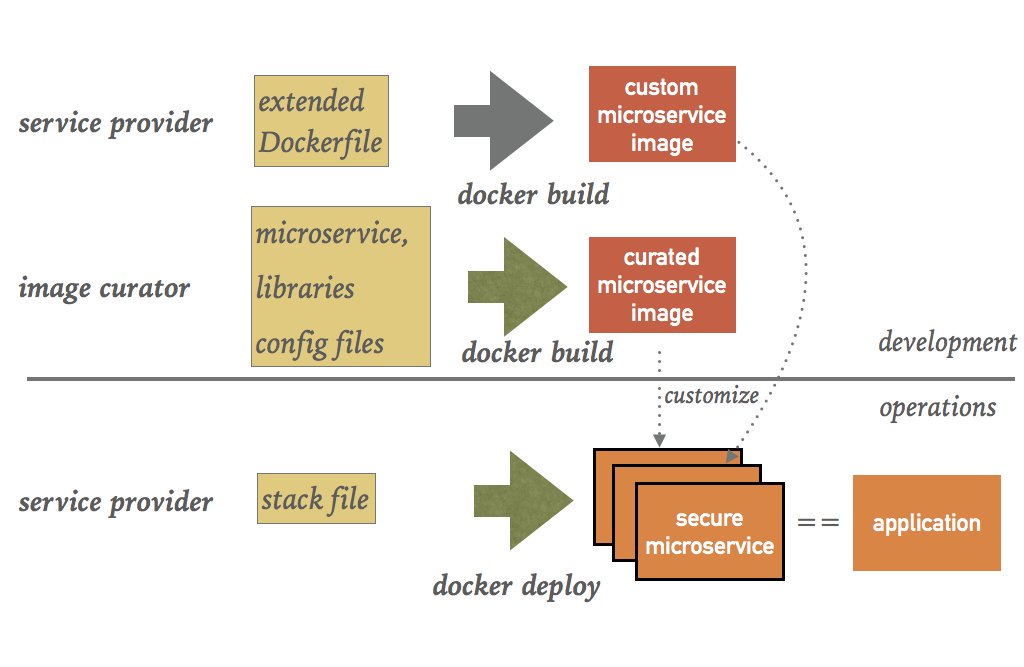 service provider
extended
Dockerfile
docker build
custom
microservice
image
image curator
microservice,
libraries
config files
docker build
curated
microservice
image
development
customize
operations
service provider
stack file
docker deploy
secure
microservice
==
application